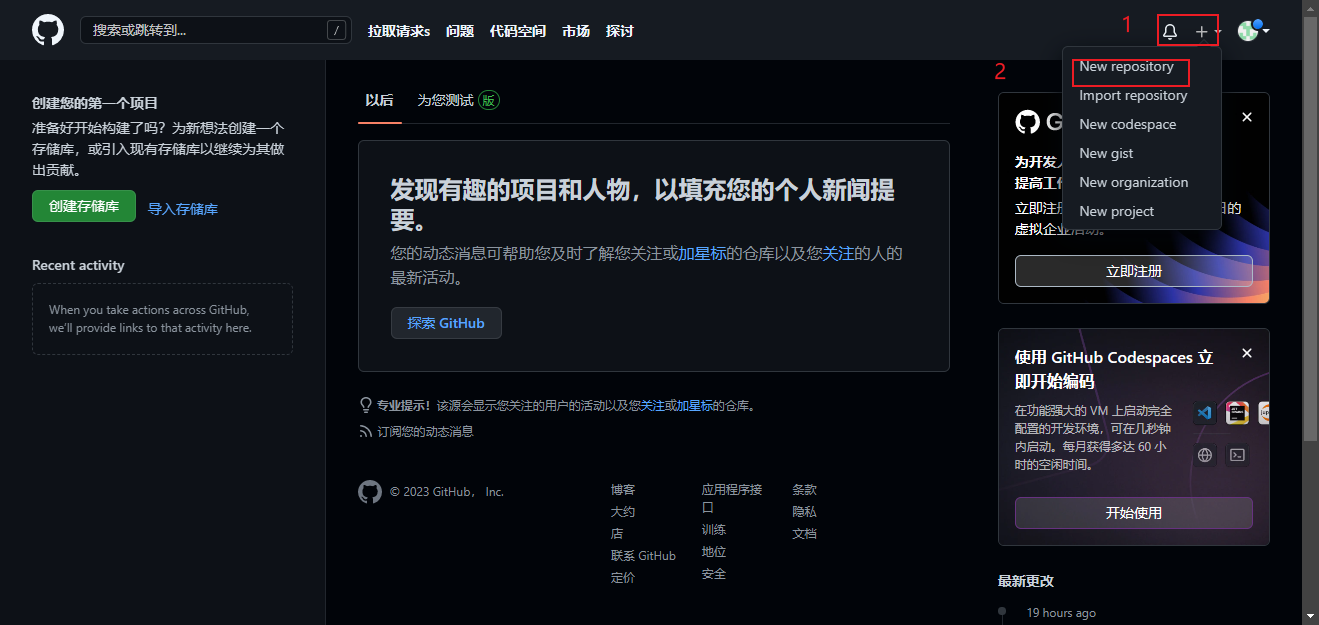 搜索或跳转到...
/
拉取请求s 问题 代码空间 市场 探讨
1
2
New repository
Import repository
New codespace
New gist
New organization
New project
创建您的第一个项目
准备好开始构建了吗？为新想法创建一个
存储库，或引入现有存储库以继续为其做
出贡献。
创建存储库 导入存储库
Recent activity
When you take actions across GitHub,
we'll provide links to that activity here.
以后 为您测试 版
发现有趣的项目和人物，以填充您的个人新闻提
要。
您的动态消息可帮助您及时了解您关注或加星标的仓库以及您关注的人的
最新活动。
探索 GitHub
专业提示！该源会显示您关注的用户的活动以及您关注或加星标的仓库。
订阅您的动态消息
© 2023 GitHub， Inc.
博客
大约
店
联系 GitHub
定价
应用程序接
口
训练
地位
安全
条款
隐私
文档
G
为开发人
提高工作
立即注册
日的
虚拟企业活动。
立即注册
使用 GitHub Codespaces 立
即开始编码
在功能强大的 VM 上启动完全
配置的开发环境，可在几秒钟
内启动。每月获得多达 60 小
时的空闲时间。
开始使用
最新更改
19 hours ago